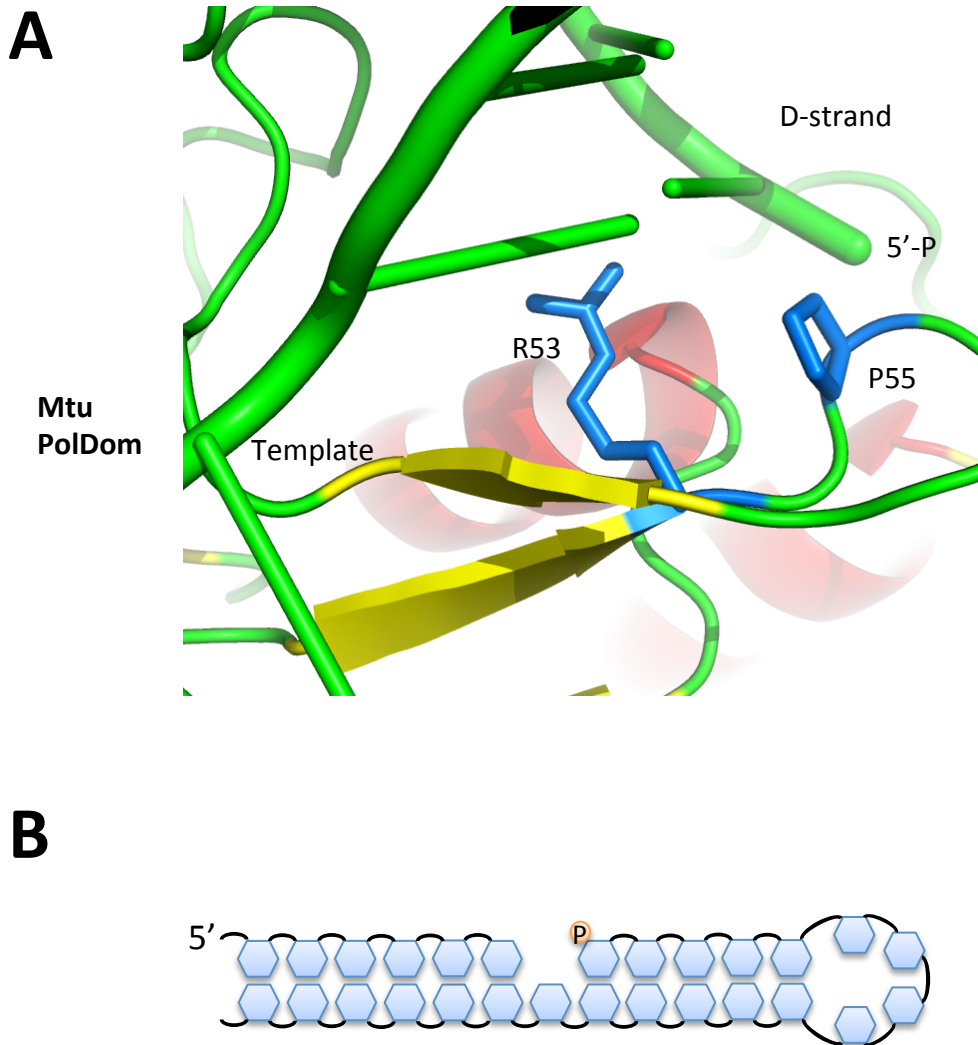 A
D-strand
5’-P
R53
P55
Mtu
PolDom
Template
B
5’
P